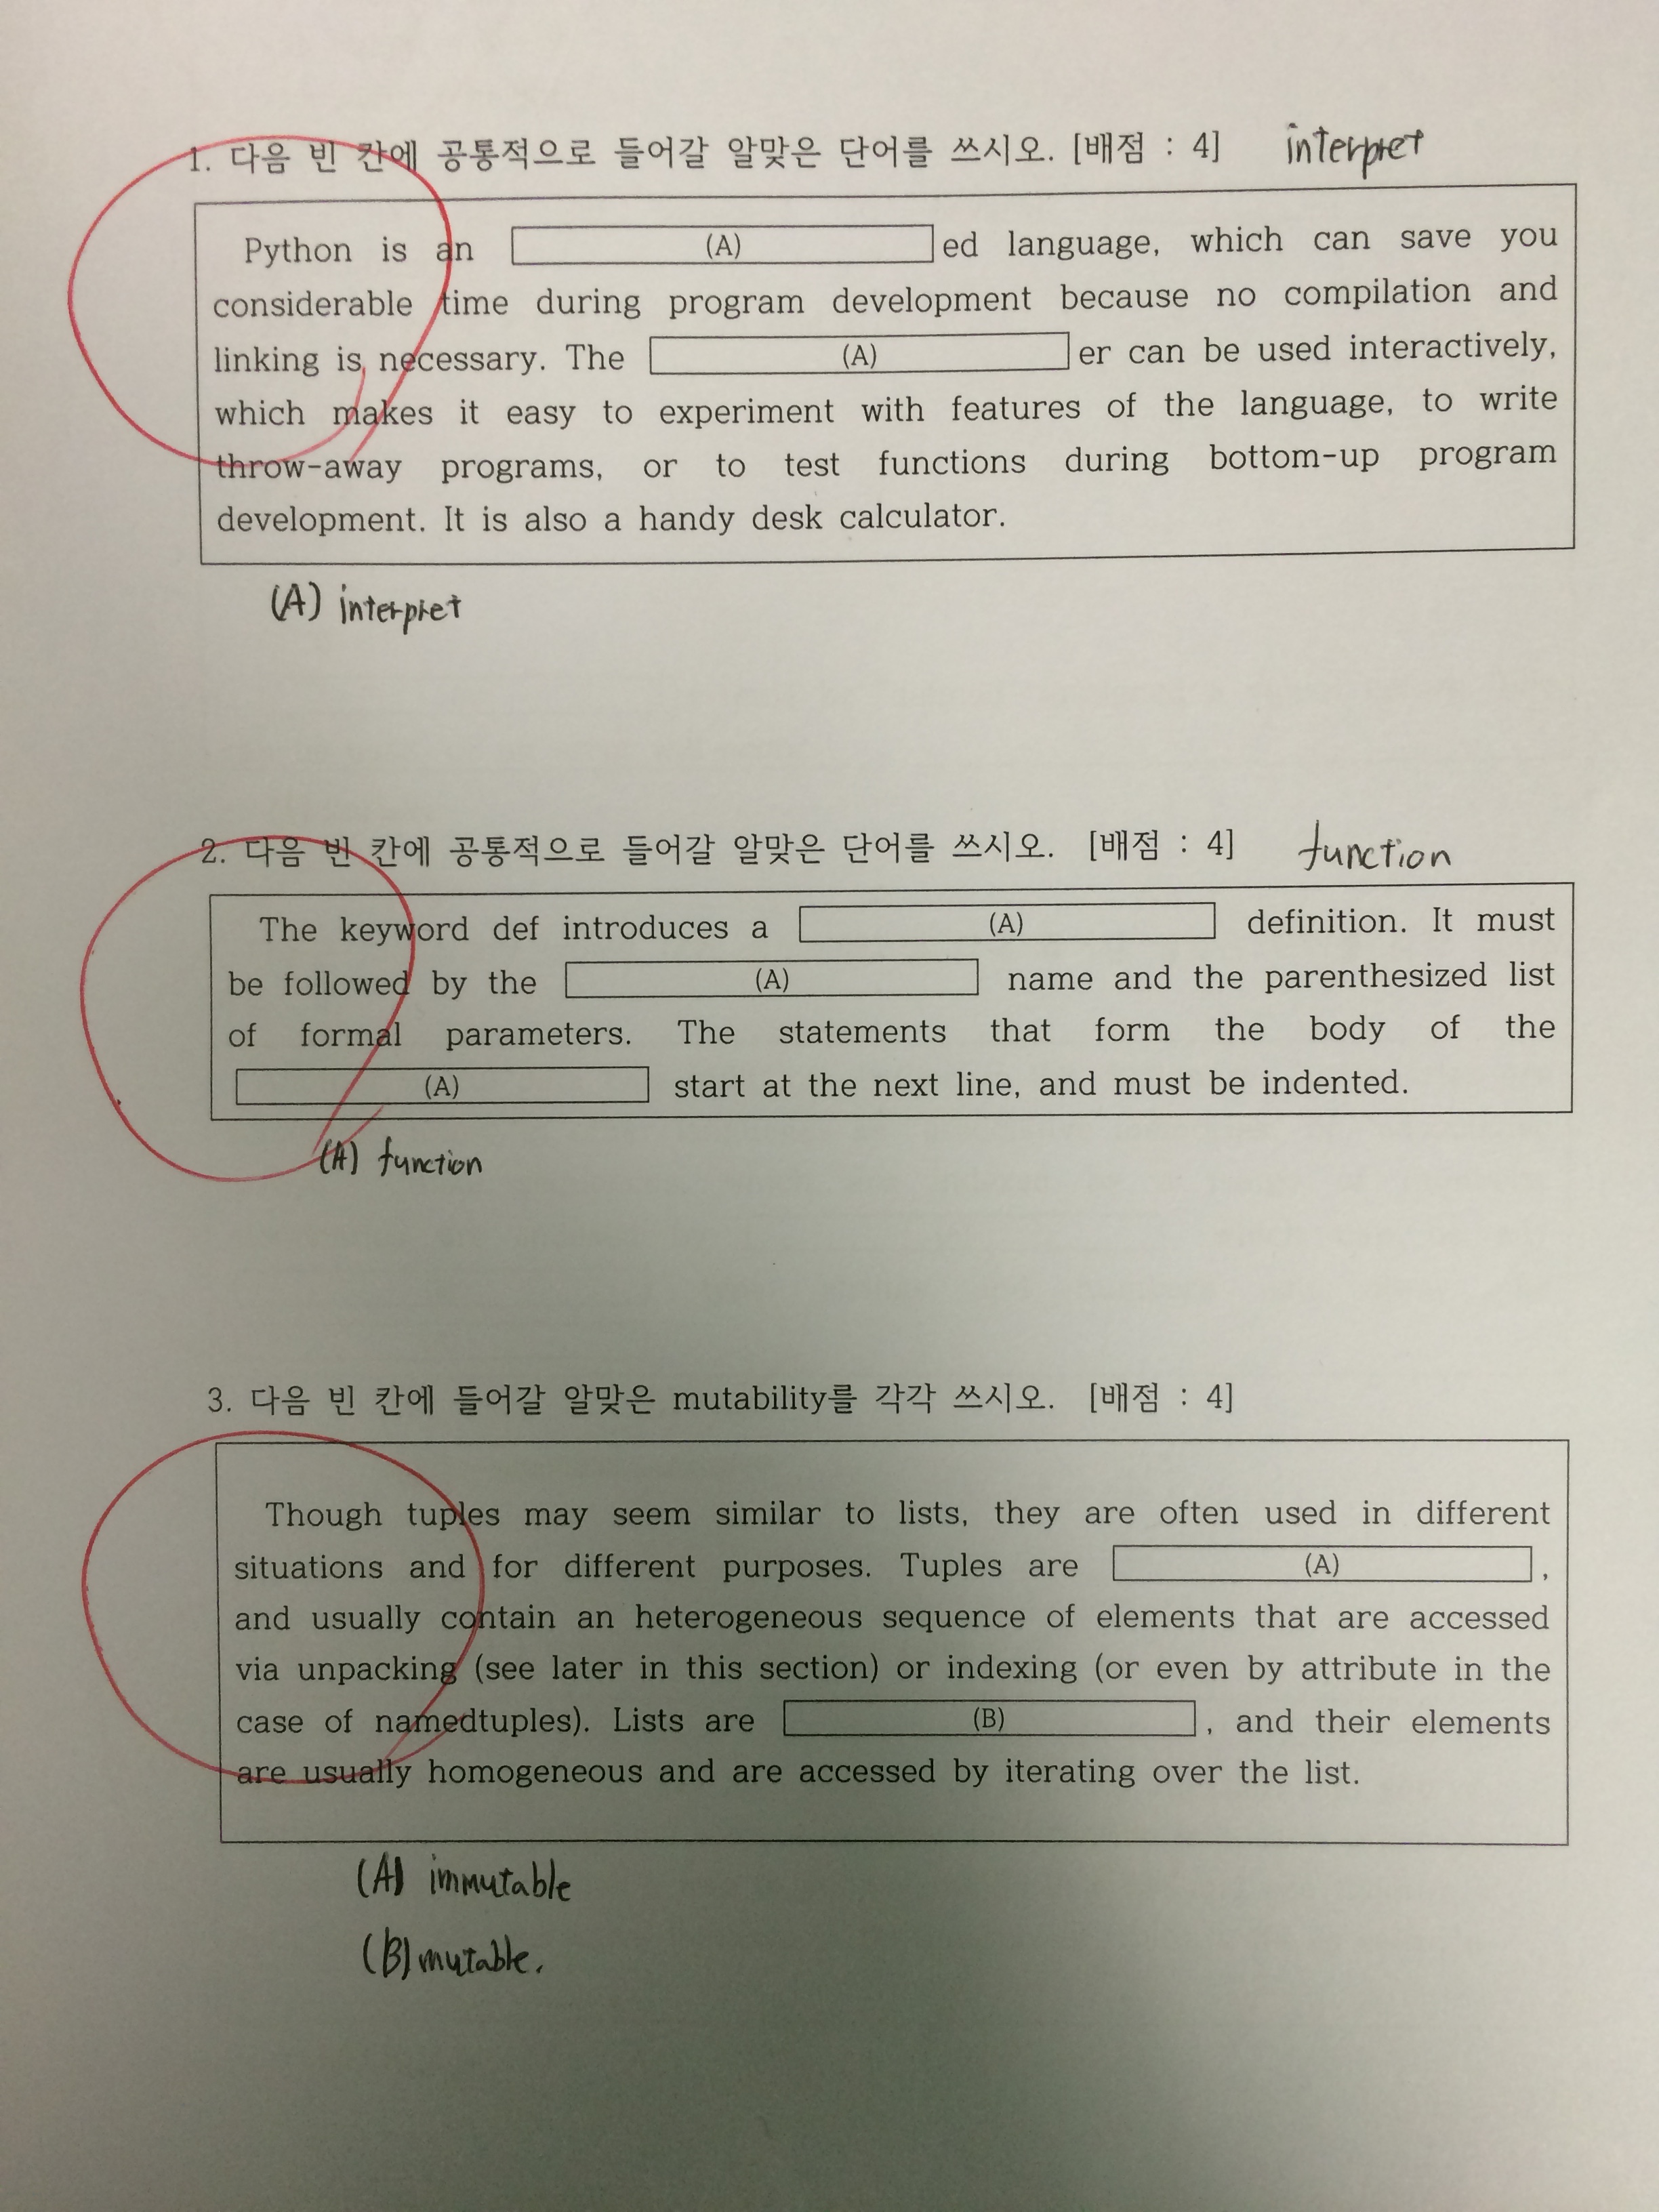 1. 다음 빈 칸에 공통적으로 들어갈 알맞은 단어를 쓰시오. [배점 : 4] interpret
Python is an (A) ed language, which can save you
considerable time during program development because no compilation and
linking is necessary. The (A) er can be used interactively,
which makes it easy to experiment with features of the language, to write
throw-away programs, or to test functions during bottom-up program
development. It is also a handy desk calculator.
(A) interpret
2. 다음 빈 칸에 공통적으로 들어갈 알맞은 단어를 쓰시오. [배점 : 4] function
The keyword def introduces a (A) definition. It must
be followed by the (A) name and the parenthesized list
of formal parameters. The statements that form the body of the
(A) start at the next line, and must be indented.
(A) function
3. 다음 빈 칸에 들어갈 알맞은 mutability를 각각 쓰시오. [배점 : 4]
Though tuples may seem similar to lists, they are often used in different
situations and for different purposes. Tuples are (A) ,
and usually contain an heterogeneous sequence of elements that are accessed
via unpacking (see later in this section) or indexing (or even by attribute in the
case of namedtuples). Lists are (B) , and their elements
are usually homogeneous and are accessed by iterating over the list.
(A) immutable
(B) mutable.